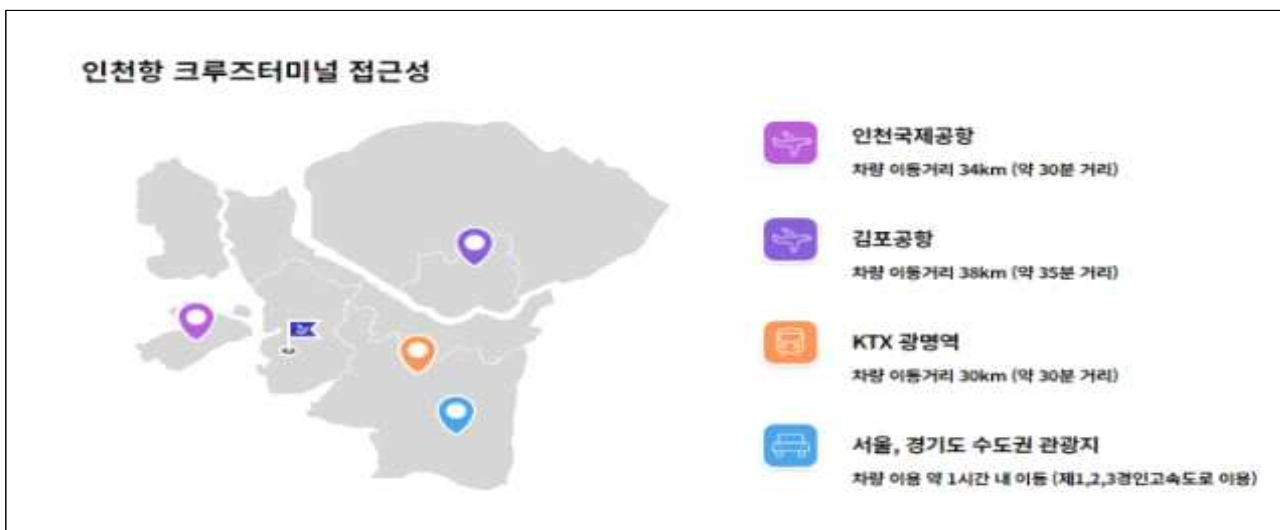 인천항 크루즈터미널 접근성
인천국제공항
차량 이동거리 34km (약 30분 거리)
김포공항
차량 이동거리 38km (약 35분 거리)
KTX 광명역
차량 이동거리 30km (약 30분 거리)
서울, 경기도 수도권 관광지
차량 이용 약 1시간 내 이동 (제1,2,3경인고속도로 이용)